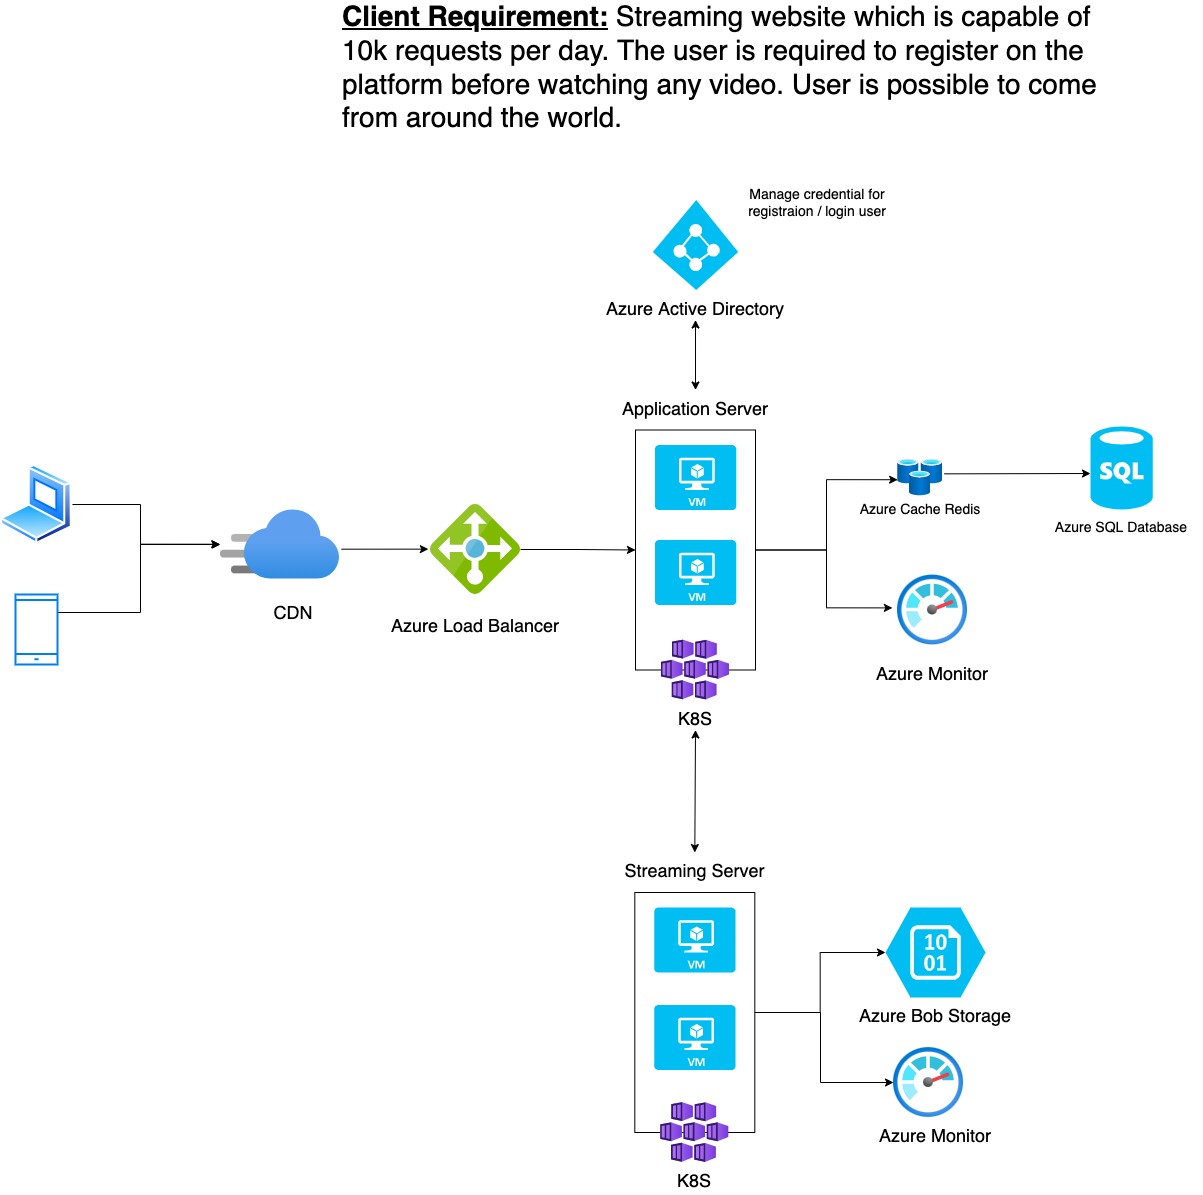 Client Requirement: Streaming website which is capable of
10k requests per day. The user is required to register on the
platform before watching any video. User is possible to come
from around the world.
Manage credential for
registraion / login user
Azure Active Directory
Application Server
VM
VM
K8S
CDN
Azure Load Balancer
Azure Cache Redis
SQL
Azure SQL Database
Azure Monitor
Streaming Server
VM
VM
K8S
10
01
Azure Bob Storage
Azure Monitor